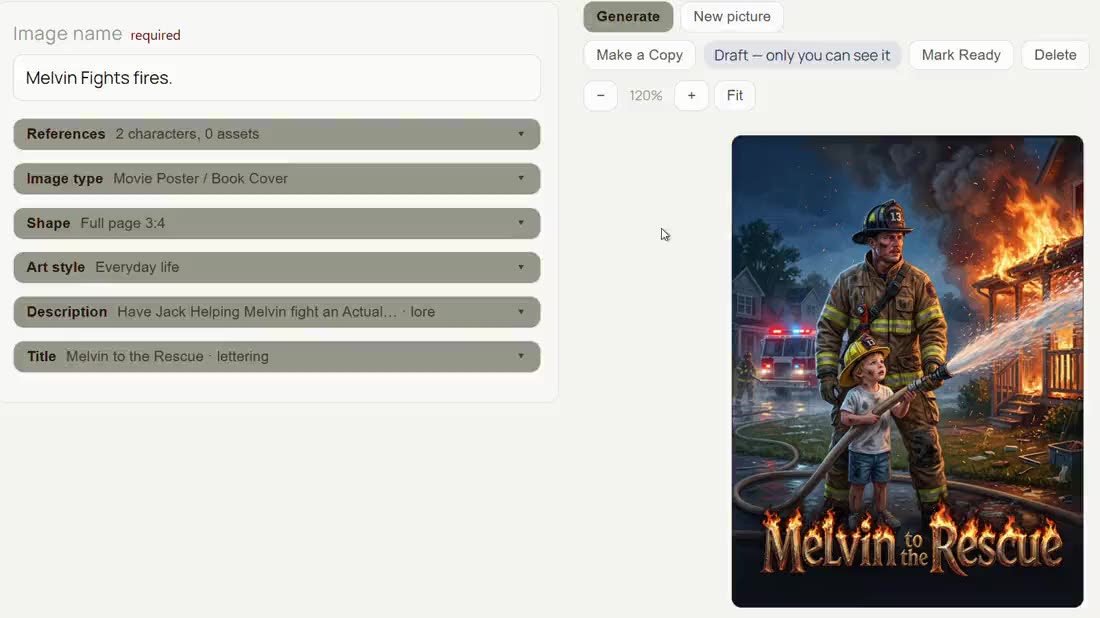 Image name required
Melvin Fights fires.
References 2 characters, 0 assets
Image type Movie Poster / Book Cover
Shape Full page 3:4
Art style Everyday life
Description Have Jack Helping Melvin fight an Actual… · lore
Title Melvin to the Rescue · lettering
Generate New picture
Make a Copy Draft — only you can see it Mark Ready Delete
− 120% + Fit
13
Melvin to the Rescue